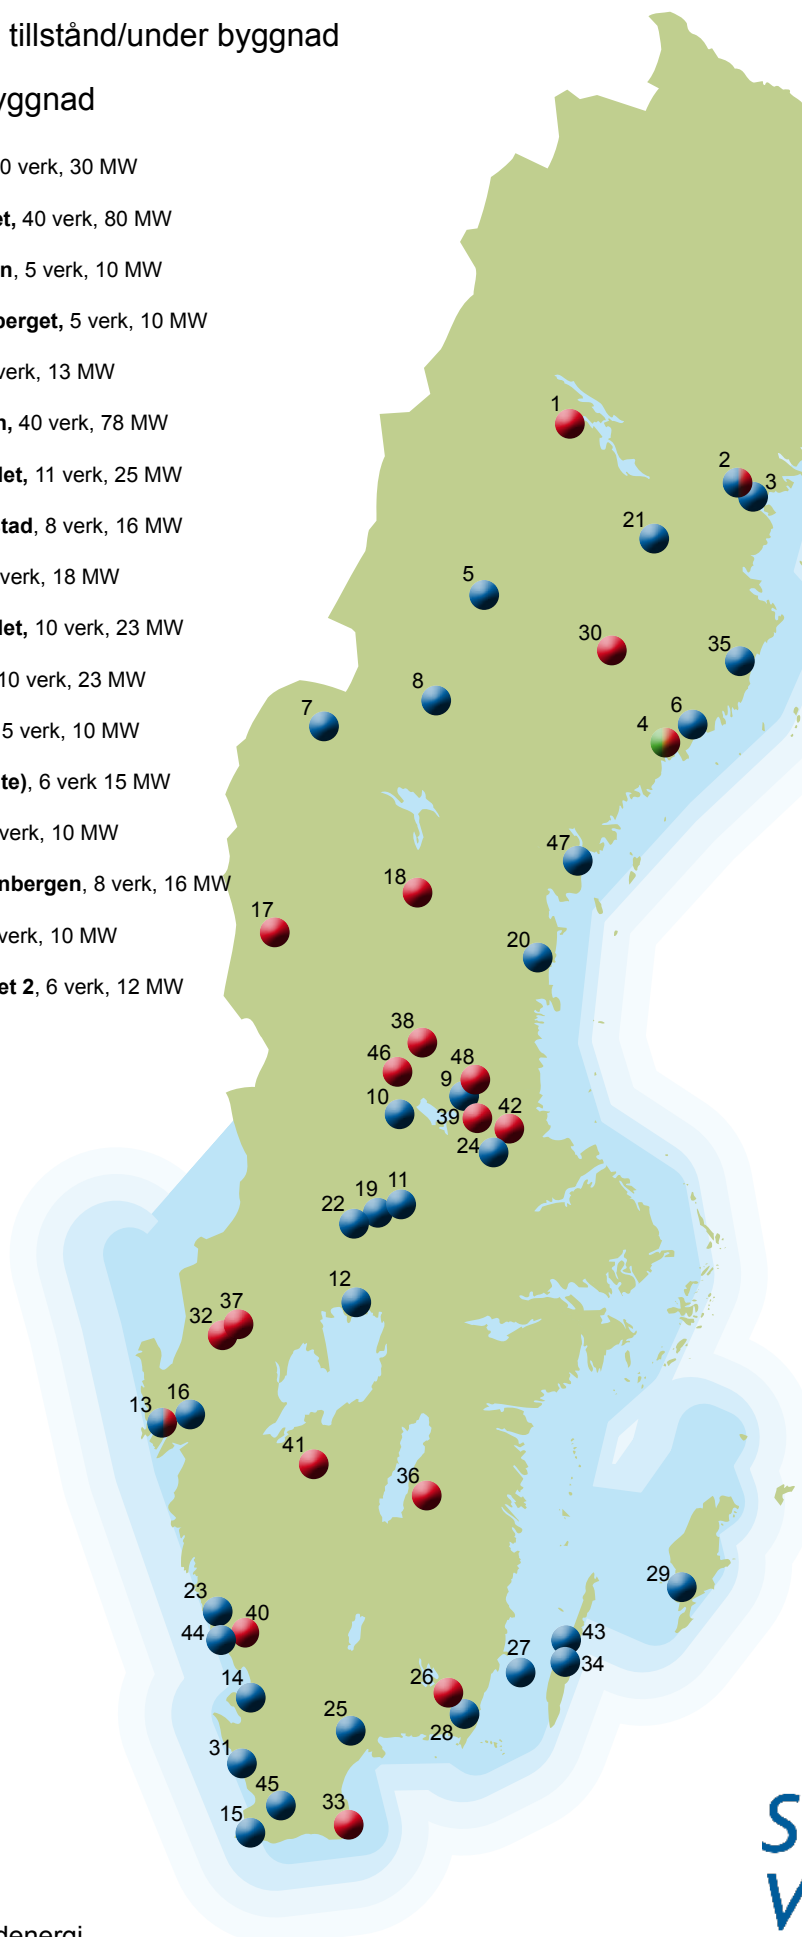 tillstånd/under byggnad
yggnad
0 verk, 30 MW
et, 40 verk, 80 MW
n, 5 verk, 10 MW
berget, 5 verk, 10 MW
verk, 13 MW
n, 40 verk, 78 MW
det, 11 verk, 25 MW
tad, 8 verk, 16 MW
verk, 18 MW
det, 10 verk, 23 MW
10 verk, 23 MW
5 verk, 10 MW
te), 6 verk 15 MW
verk, 10 MW
nbergen, 8 verk, 16 MW
verk, 10 MW
et 2, 6 verk, 12 MW
1
2
3
21
5
30
35
8
7
6
4
47
18
17
20
38
46
48
9
10
39
42
24
11
19
22
12
37
32
16
13
41
36
29
23
40
44
43
27
34
26
14
25
28
31
45
33
15
S
V
denergi